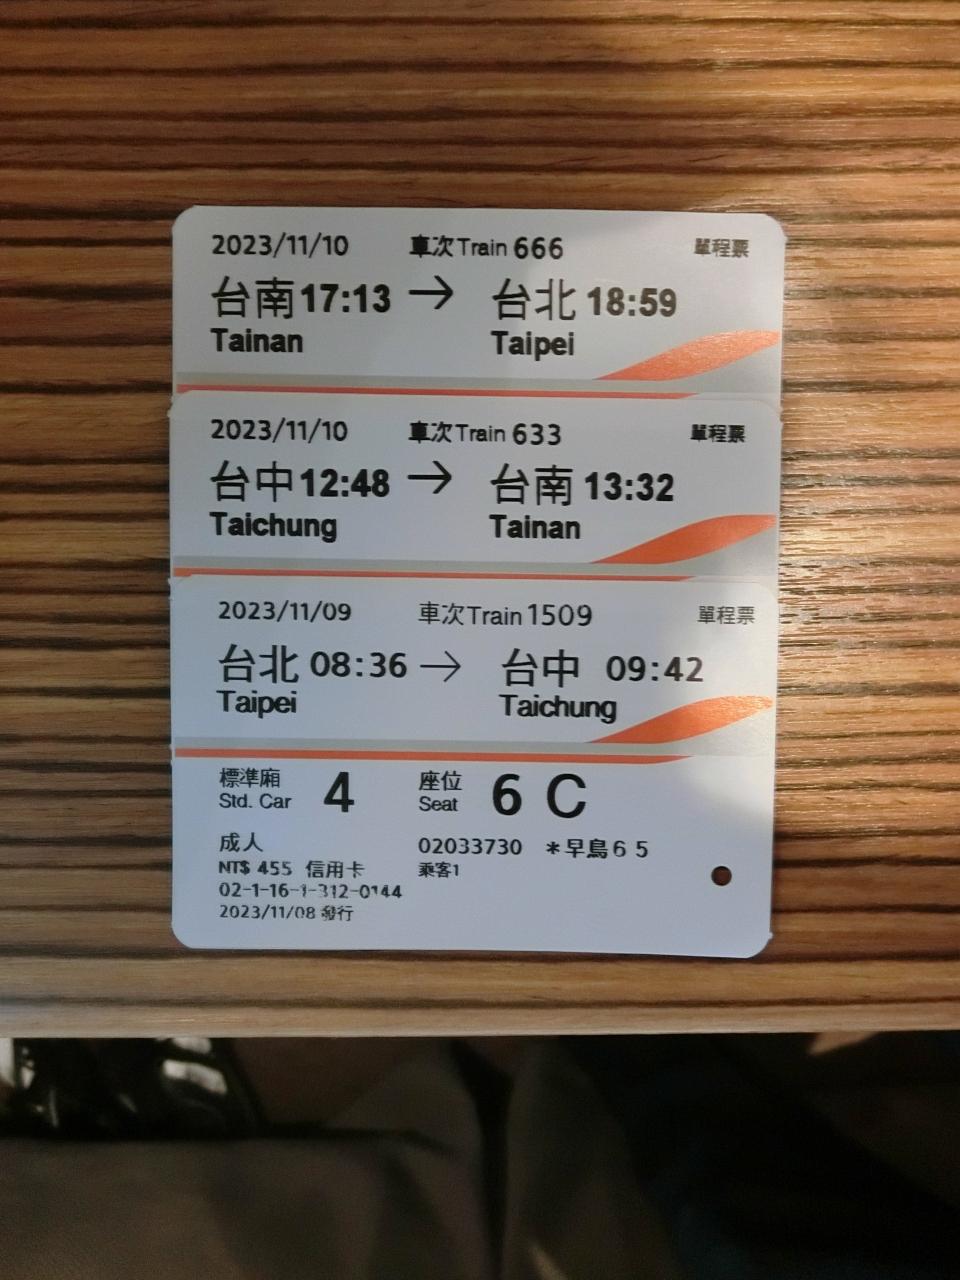 2023/11/10 車次Train 666 單程票
台南 17:13 → 台北 18:59
Tainan Taipei
2023/11/10 車次Train 633 單程票
台中 12:48 → 台南 13:32
Taichung Tainan
2023/11/09 車次Train 1509 單程票
台北 08:36 → 台中 09:42
Taipei Taichung
標準廂 4 座位 6 C
Std. Car Seat
成人 02033730 *早鳥65
NT$ 455 信用卡 乘客1
02-1-16-1-312-0144
2023/11/08 發行